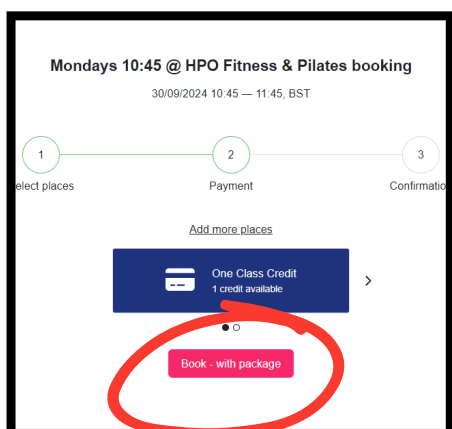 Mondays 10:45 @ HPO Fitness & Pilates booking
30/09/2024 10:45 — 11:45, BST
1
2
3
elect places
Payment
Confirmatio
Add more places
One Class Credit
1 credit available
Book - with package